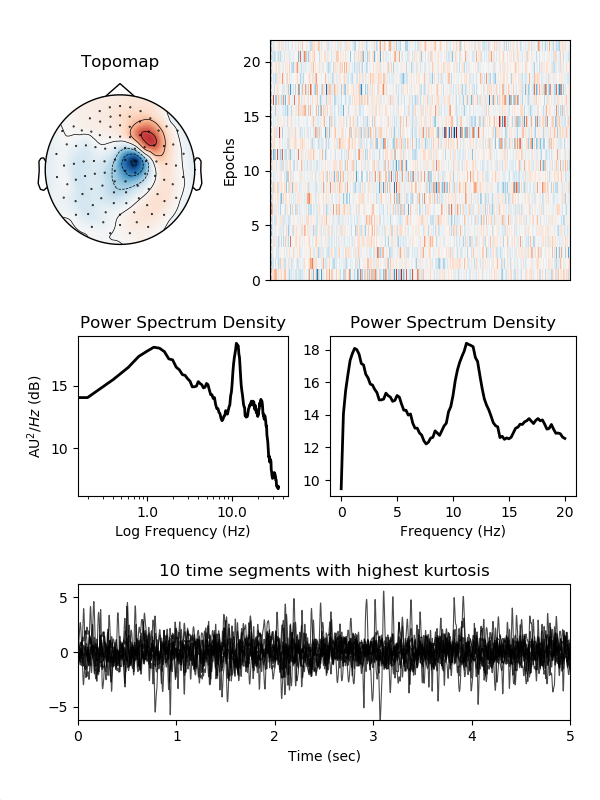 Topomap
Epochs
20
15
10
5
0
Power Spectrum Density
AU²/Hz (dB)
15
10
1.0 10.0
Log Frequency (Hz)
Power Spectrum Density
18
16
14
12
10
0 5 10 15 20
Frequency (Hz)
10 time segments with highest kurtosis
5
0
−5
0 1 2 3 4 5
Time (sec)